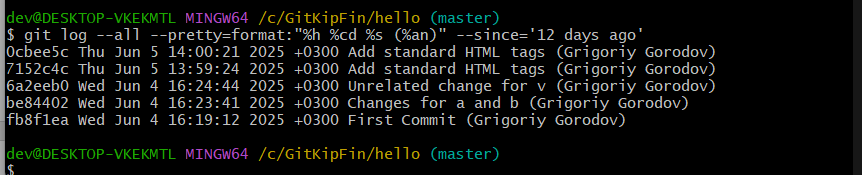 dev@DESKTOP-VKEKMTL MINGW64 /c/GitKipFin/hello (master)
$ git log --all --pretty=format:"%h %cd %s (%an)" --since='12 days ago'
0cbee5c Thu Jun 5 14:00:21 2025 +0300 Add standard HTML tags (Grigoriy Gorodov)
7152c4c Thu Jun 5 13:59:24 2025 +0300 Add standard HTML tags (Grigoriy Gorodov)
6a2eeb0 Wed Jun 4 16:24:44 2025 +0300 Unrelated change for v (Grigoriy Gorodov)
be84402 Wed Jun 4 16:23:41 2025 +0300 Changes for a and b (Grigoriy Gorodov)
fb8f1ea Wed Jun 4 16:19:12 2025 +0300 First Commit (Grigoriy Gorodov)
dev@DESKTOP-VKEKMTL MINGW64 /c/GitKipFin/hello (master)
$